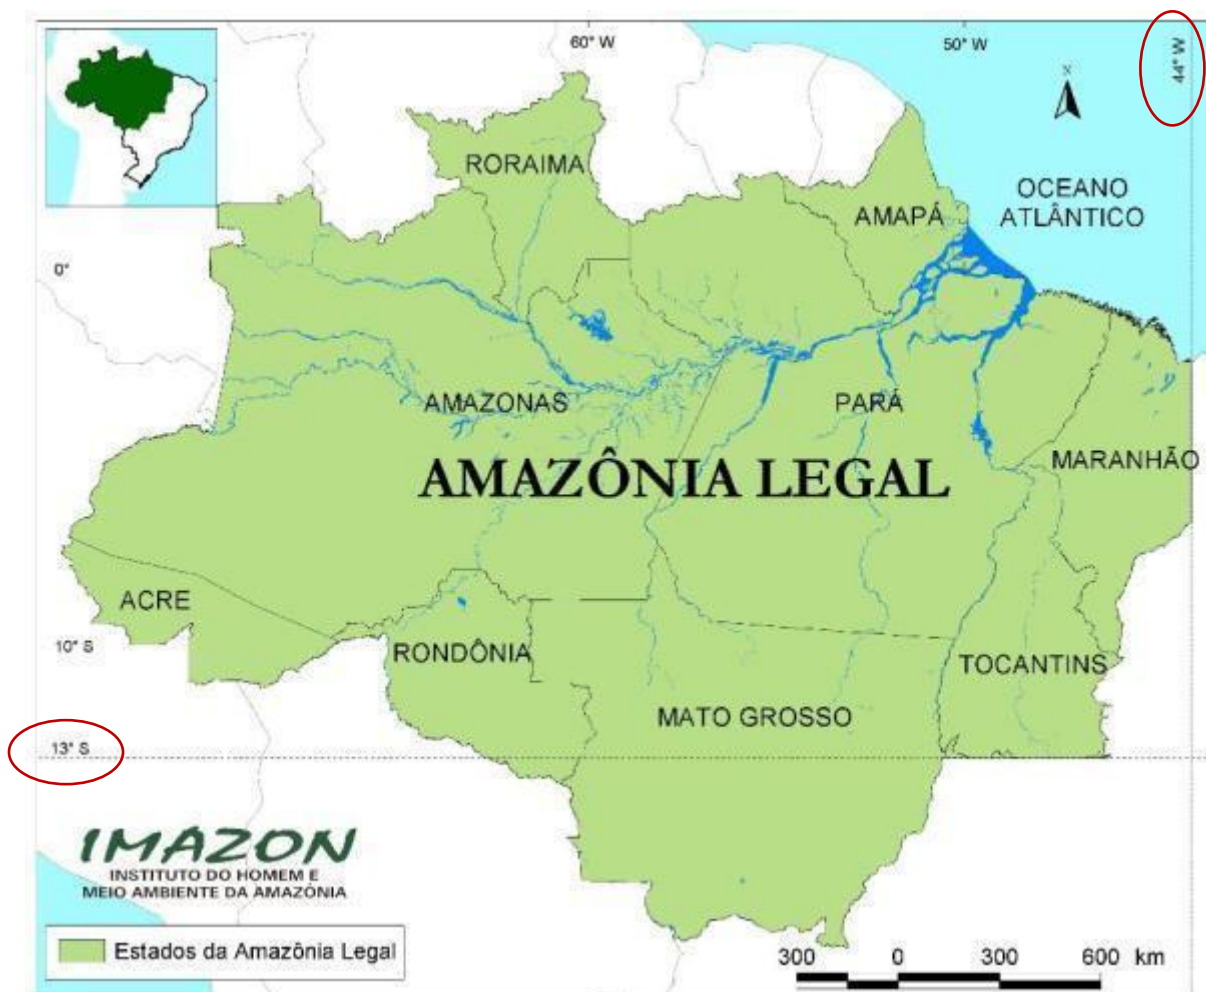 60° W
50° W
44° W
N
RORAIMA
AMAPÁ
OCEANO
ATLÂNTICO
0°
AMAZONAS
PARÁ
MARANHÃO
AMAZÔNIA LEGAL
ACRE
10° S
RONDÔNIA
TOCANTINS
MATO GROSSO
13° S
IMAZON
INSTITUTO DO HOMEM E
MEIO AMBIENTE DA AMAZÔNIA
Estados da Amazônia Legal
300 0 300 600 km